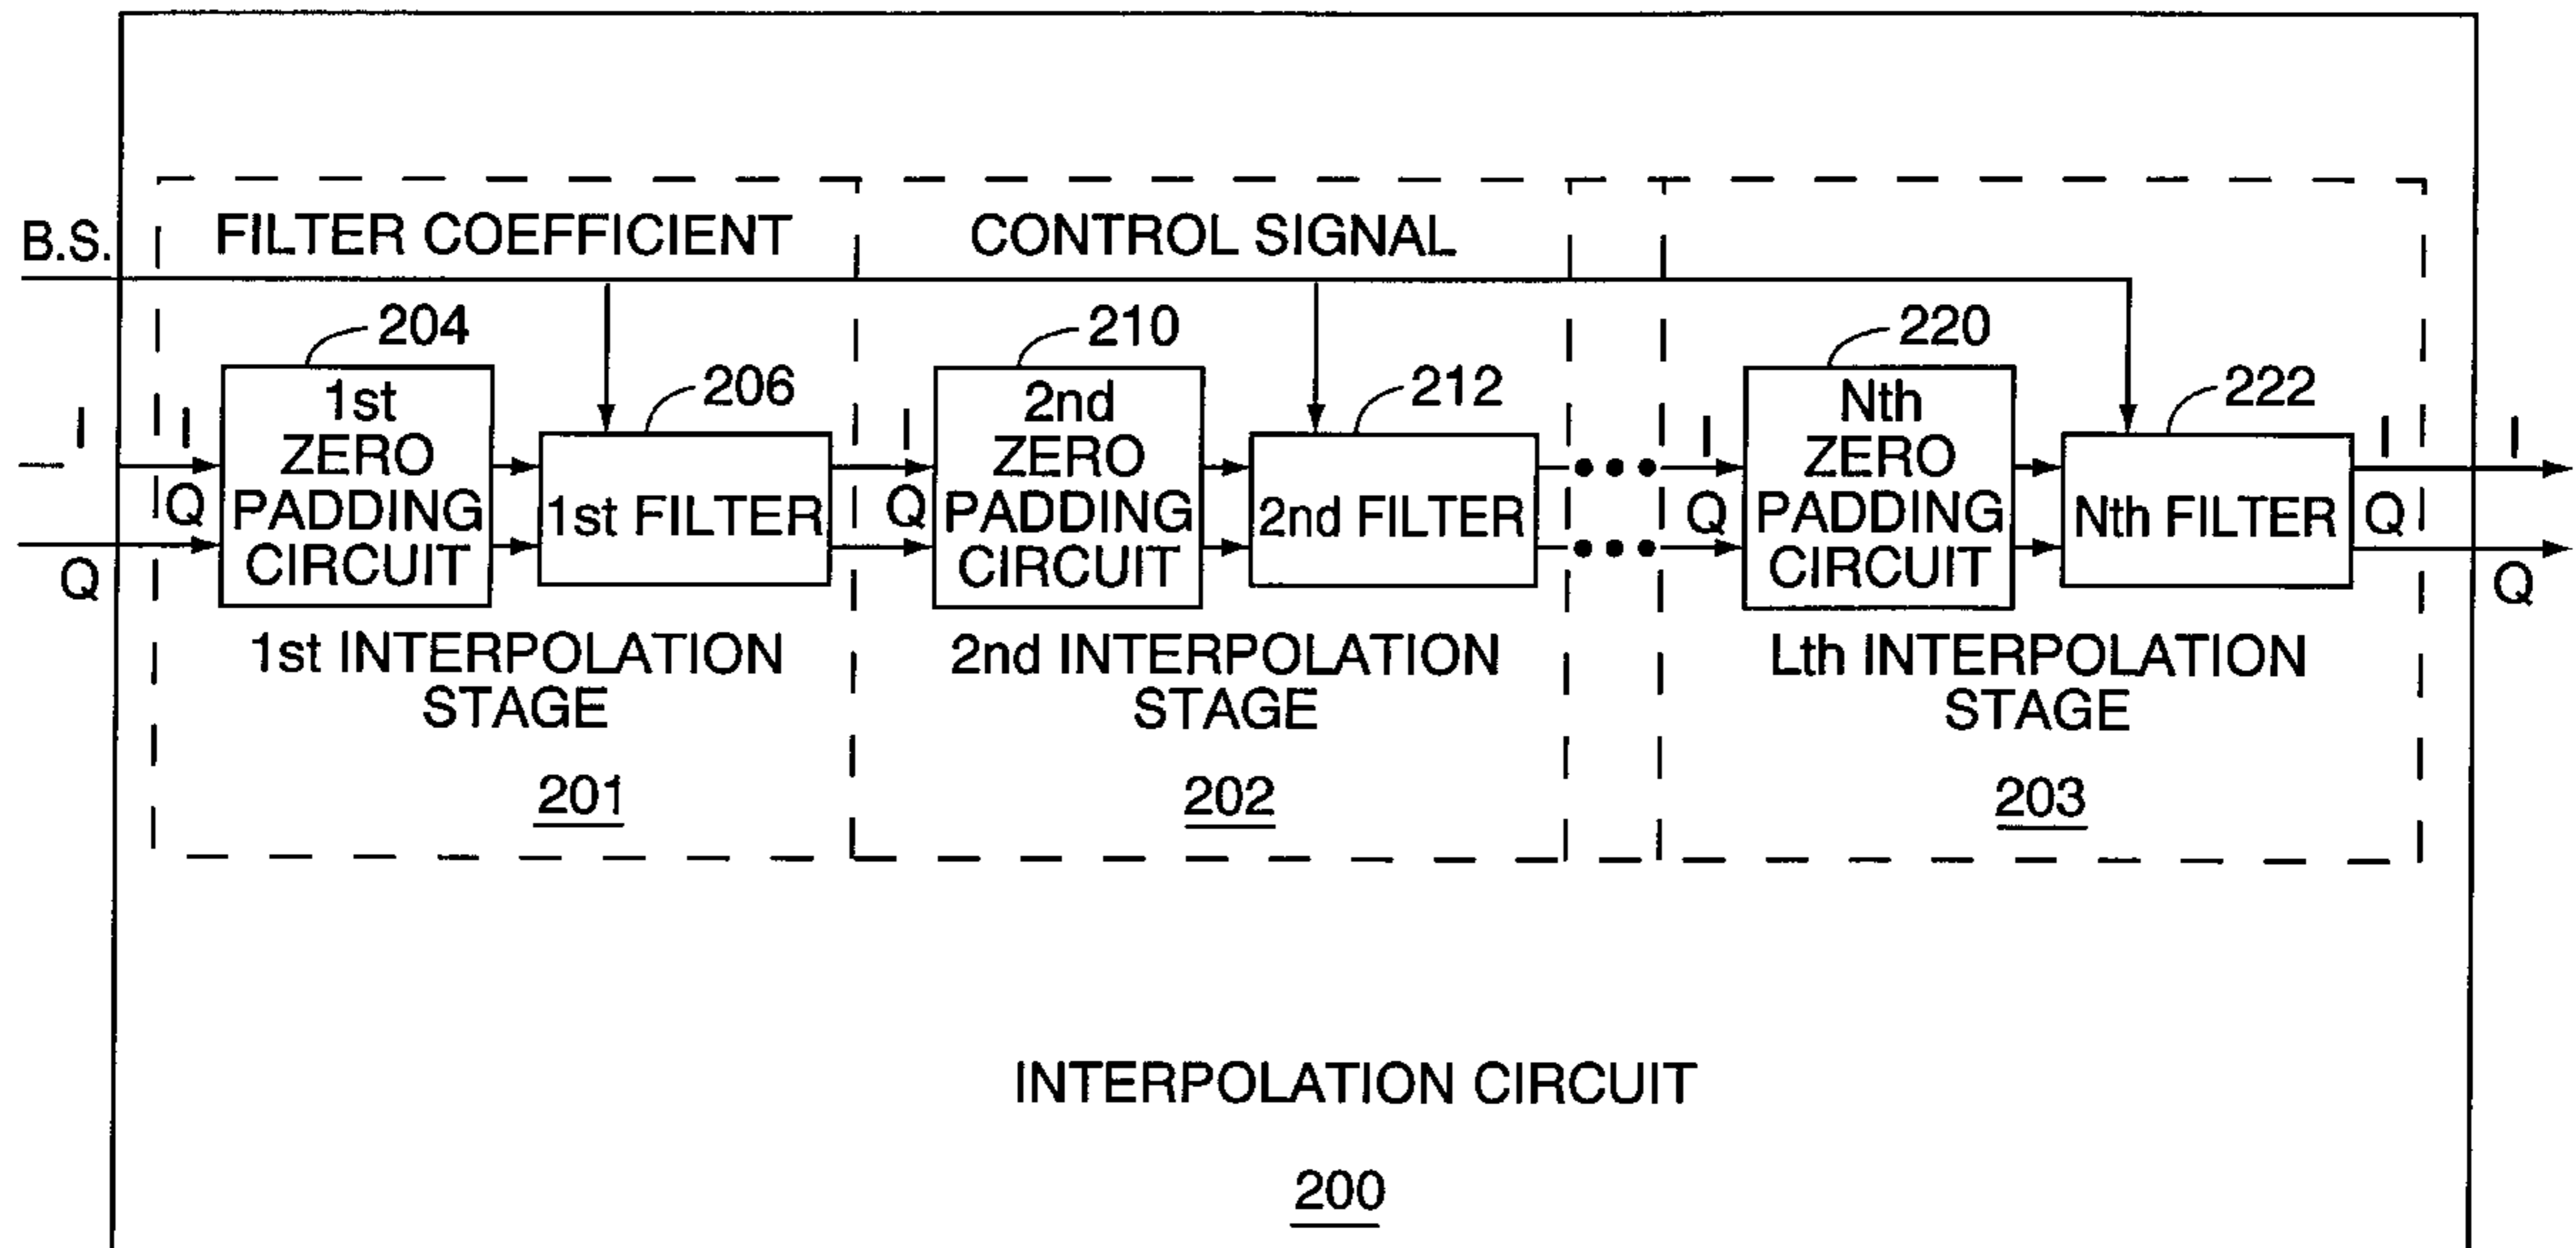 FILTER COEFFICIENT CONTROL SIGNAL
B.S.
204
210
220
206
212
222
I
I
Q
Q
1st
ZERO
PADDING
CIRCUIT
1st FILTER
I
Q
2nd
ZERO
PADDING
CIRCUIT
2nd FILTER
I
Q
Nth
ZERO
PADDING
CIRCUIT
Nth FILTER
I
Q
I
Q
1st INTERPOLATION
STAGE
201
2nd INTERPOLATION
STAGE
202
Lth INTERPOLATION
STAGE
203
INTERPOLATION CIRCUIT
200